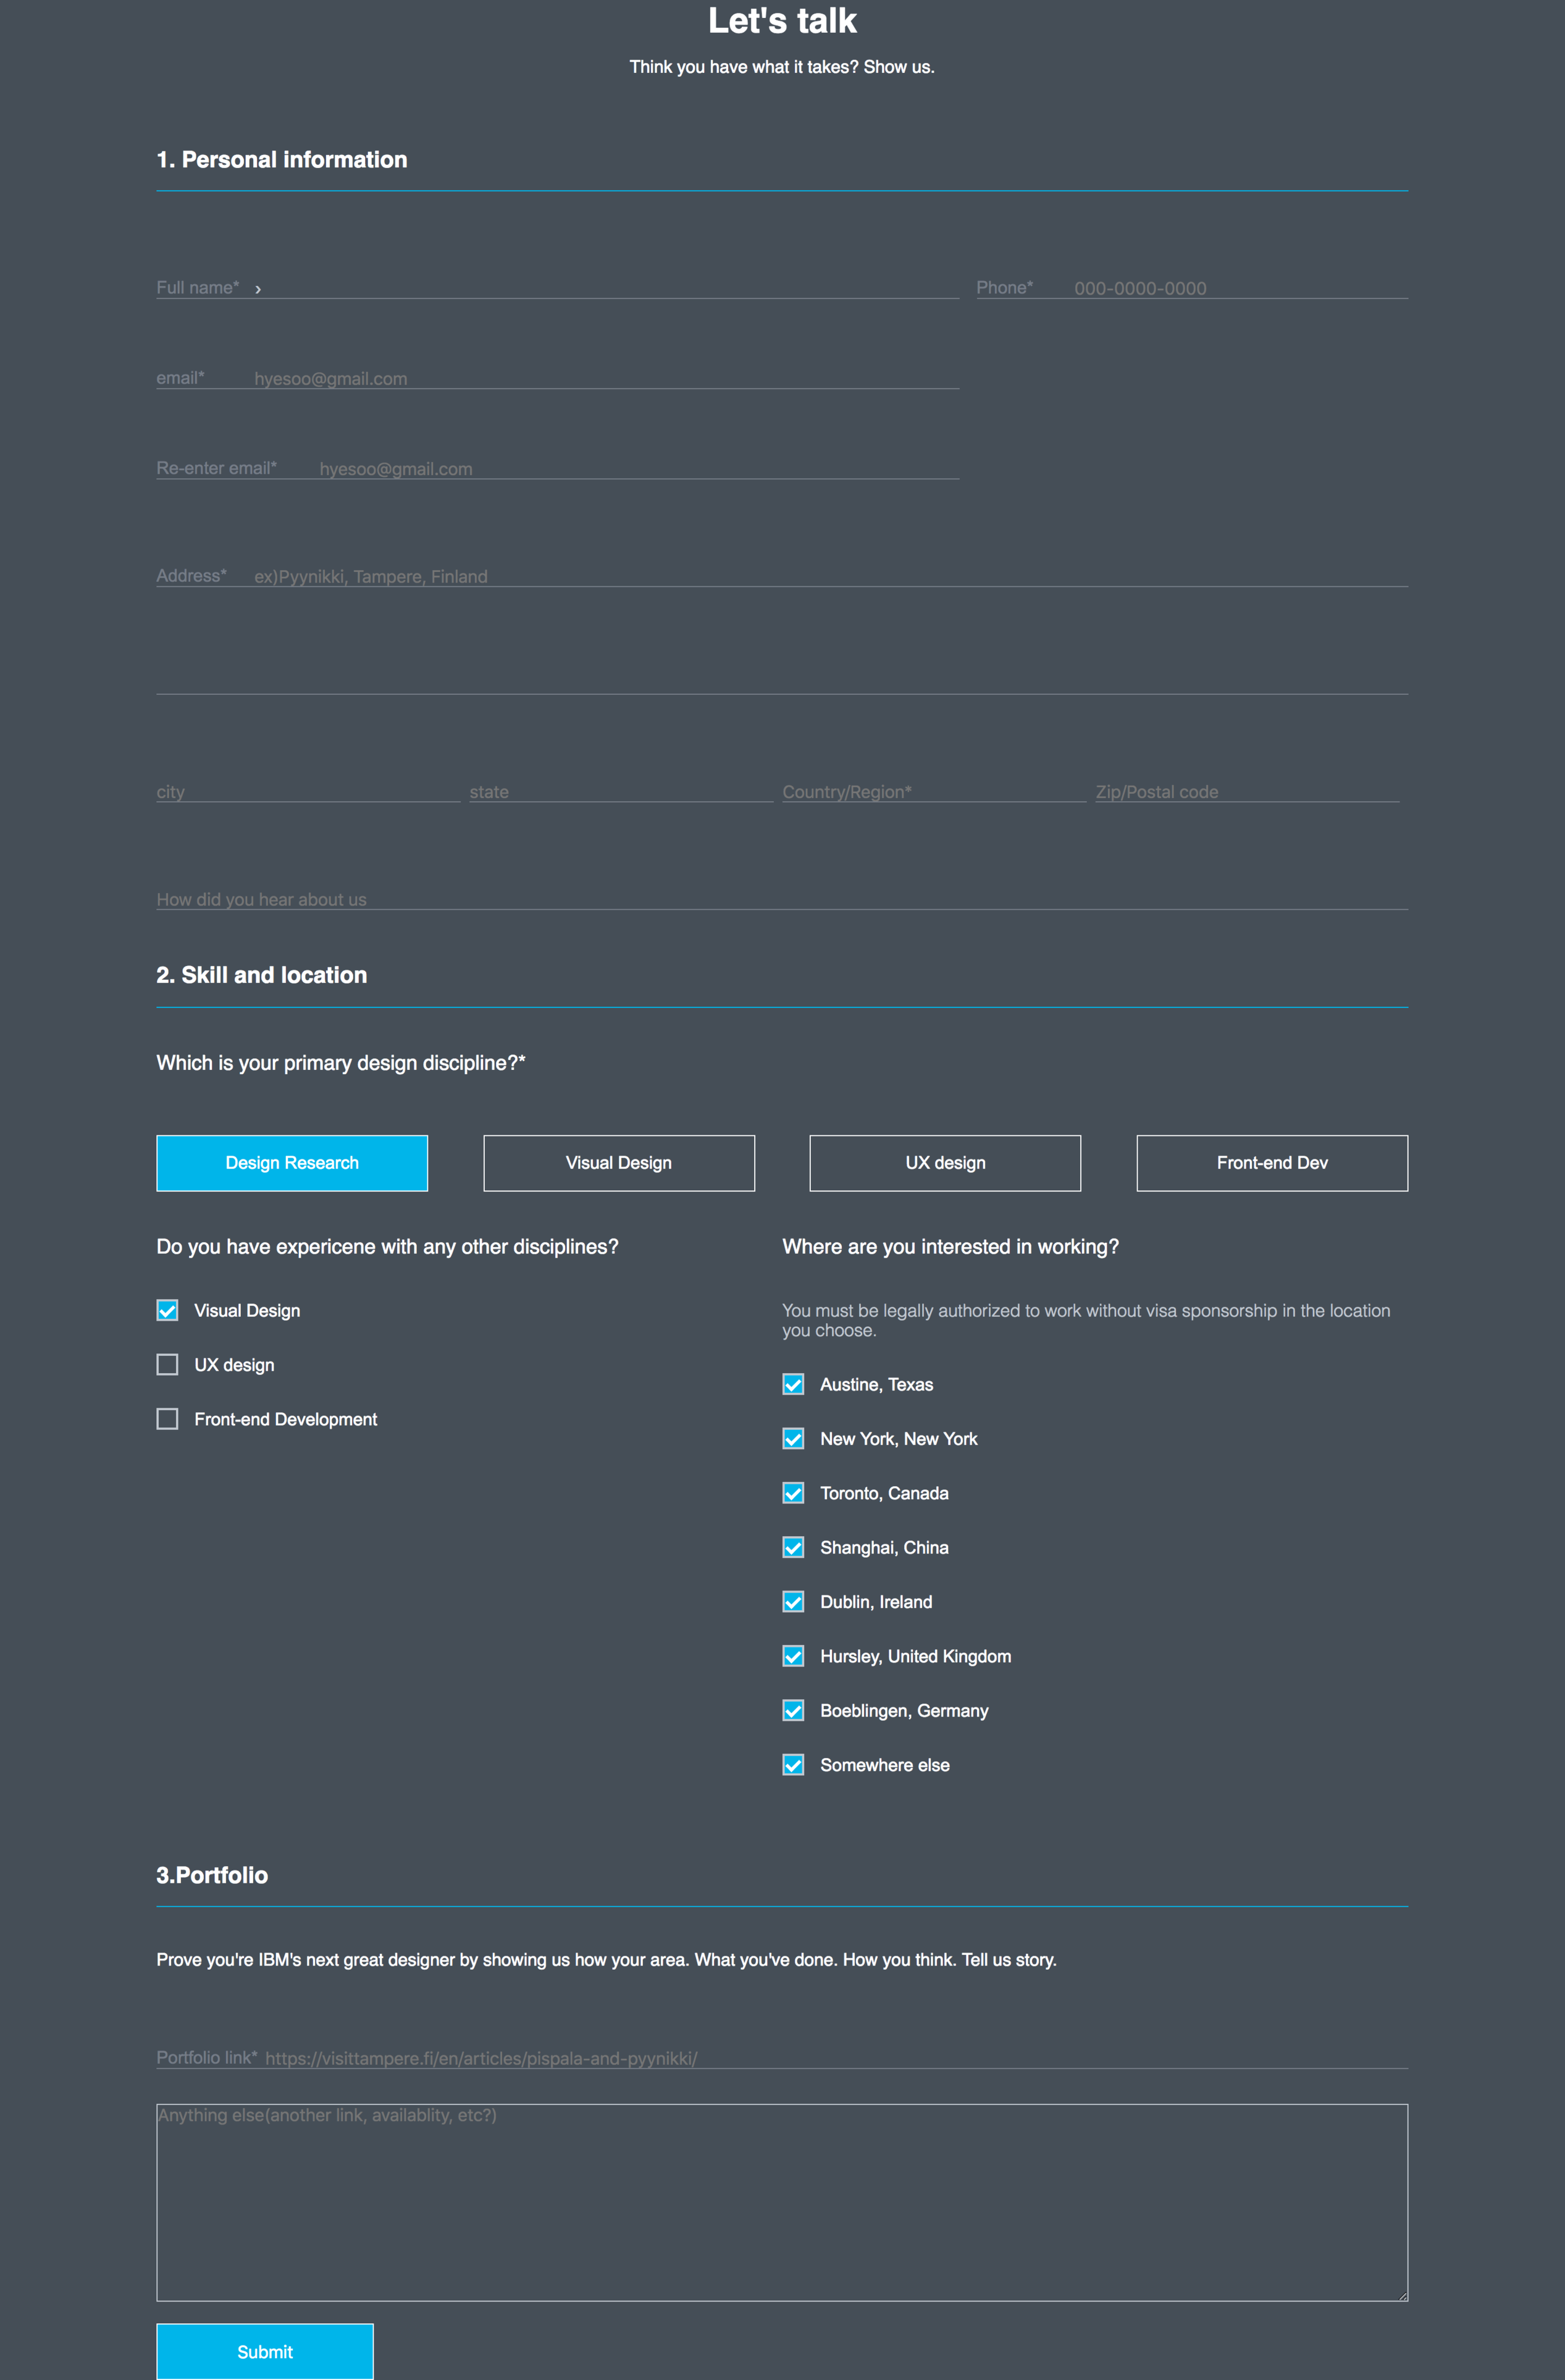 Let's talk
Think you have what it takes? Show us.
1. Personal information
Full name* ›
Phone* 000-0000-0000
email* hyesoo@gmail.com
Re-enter email* hyesoo@gmail.com
Address* ex)Pyynikki, Tampere, Finland
city state Country/Region* Zip/Postal code
How did you hear about us
2. Skill and location
Which is your primary design discipline?*
Design Research Visual Design UX design Front-end Dev
Do you have expericene with any other disciplines?
Visual Design
UX design
Front-end Development
Where are you interested in working?
You must be legally authorized to work without visa sponsorship in the location
you choose.
Austine, Texas
New York, New York
Toronto, Canada
Shanghai, China
Dublin, Ireland
Hursley, United Kingdom
Boeblingen, Germany
Somewhere else
3.Portfolio
Prove you're IBM's next great designer by showing us how your area. What you've done. How you think. Tell us story.
Portfolio link* https://visittampere.fi/en/articles/pispala-and-pyynikki/
Anything else(another link, availablity, etc?)
Submit